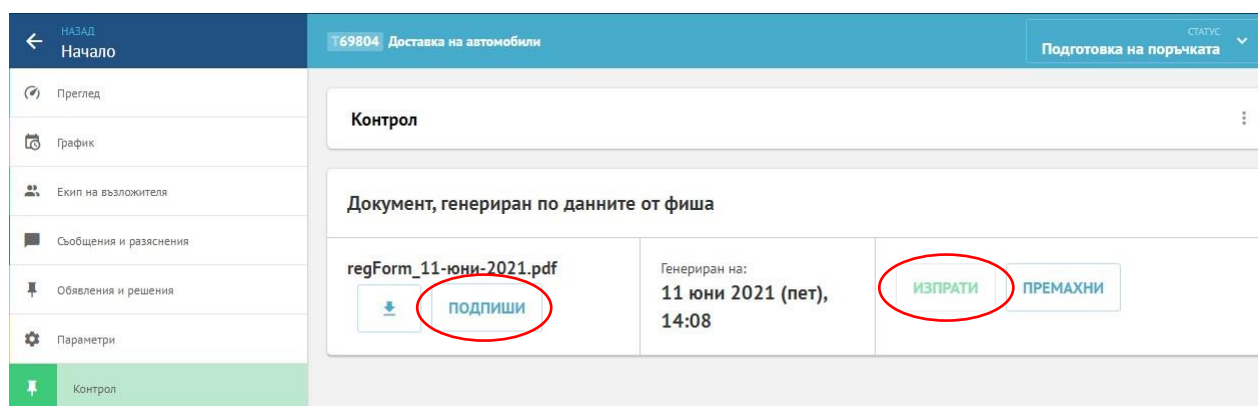 НАЗАД
Начало
T69804 Доставка на автомобили
СТАТУС
Подготовка на поръчката
Преглед
График
Екип на възложителя
Съобщения и разяснения
Обявления и решения
Параметри
Контрол
Контрол
Документ, генериран по данните от фиша
regForm_11-юни-2021.pdf
ПОДПИШИ
Генериран на:
11 юни 2021 (пет),
14:08
ИЗПРАТИ
ПРЕМАХНИ